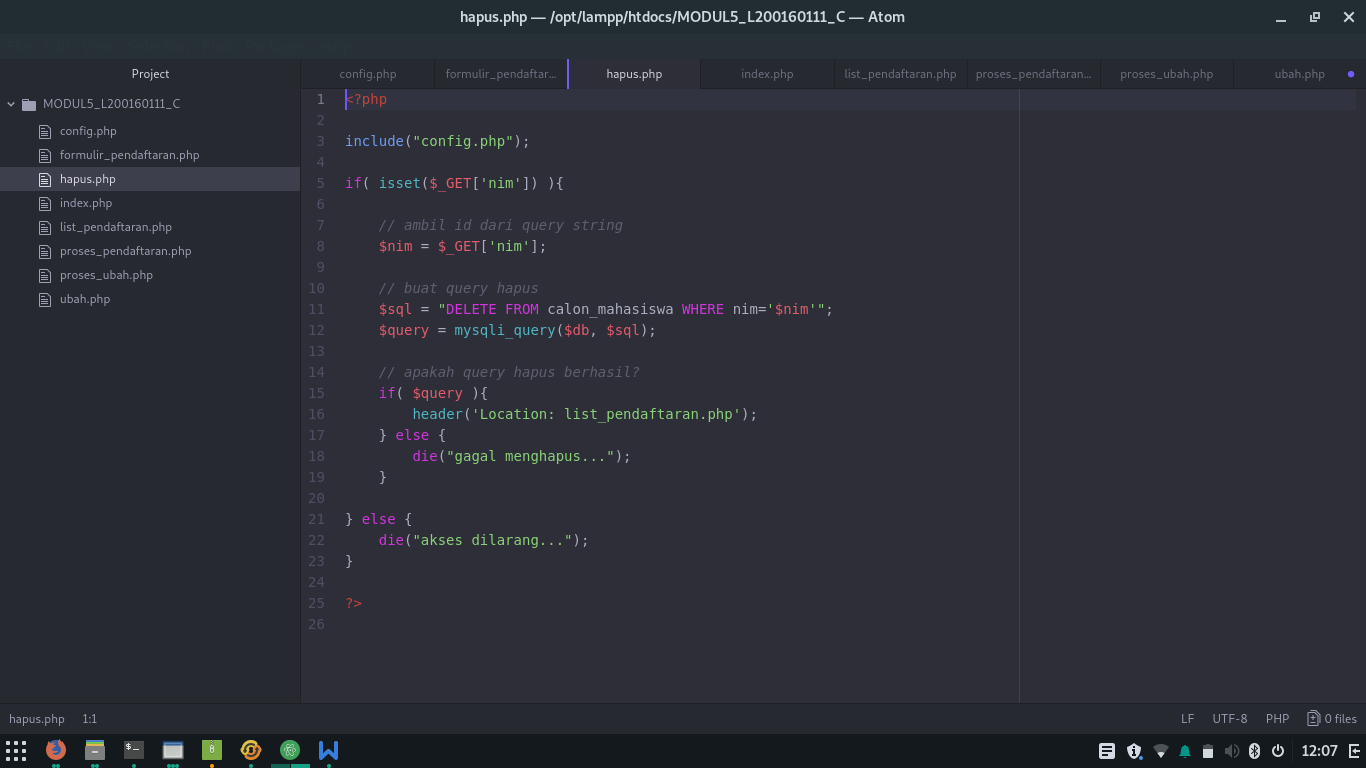 hapus.php — /opt/lampp/htdocs/MODUL5_L200160111_C — Atom
Project
config.php
formulir_pendaftar...
hapus.php
index.php
list_pendaftaran.php
proses_pendaftaran...
proses_ubah.php
ubah.php
MODUL5_L200160111_C
config.php
formulir_pendaftaran.php
hapus.php
index.php
list_pendaftaran.php
proses_pendaftaran.php
proses_ubah.php
ubah.php
1 <?php
2
3 include("config.php");
4
5 if( isset($_GET['nim']) ){
6
7     // ambil id dari query string
8     $nim = $_GET['nim'];
9
10     // buat query hapus
11     $sql = "DELETE FROM calon_mahasiswa WHERE nim='$nim'";
12     $query = mysqli_query($db, $sql);
13
14     // apakah query hapus berhasil?
15     if( $query ){
16         header('Location: list_pendaftaran.php');
17     } else {
18         die("gagal menghapus...");
19     }
20
21 } else {
22     die("akses dilarang...");
23 }
24
25 ?>
26
hapus.php 1:1
LF UTF-8 PHP 0 files
12:07